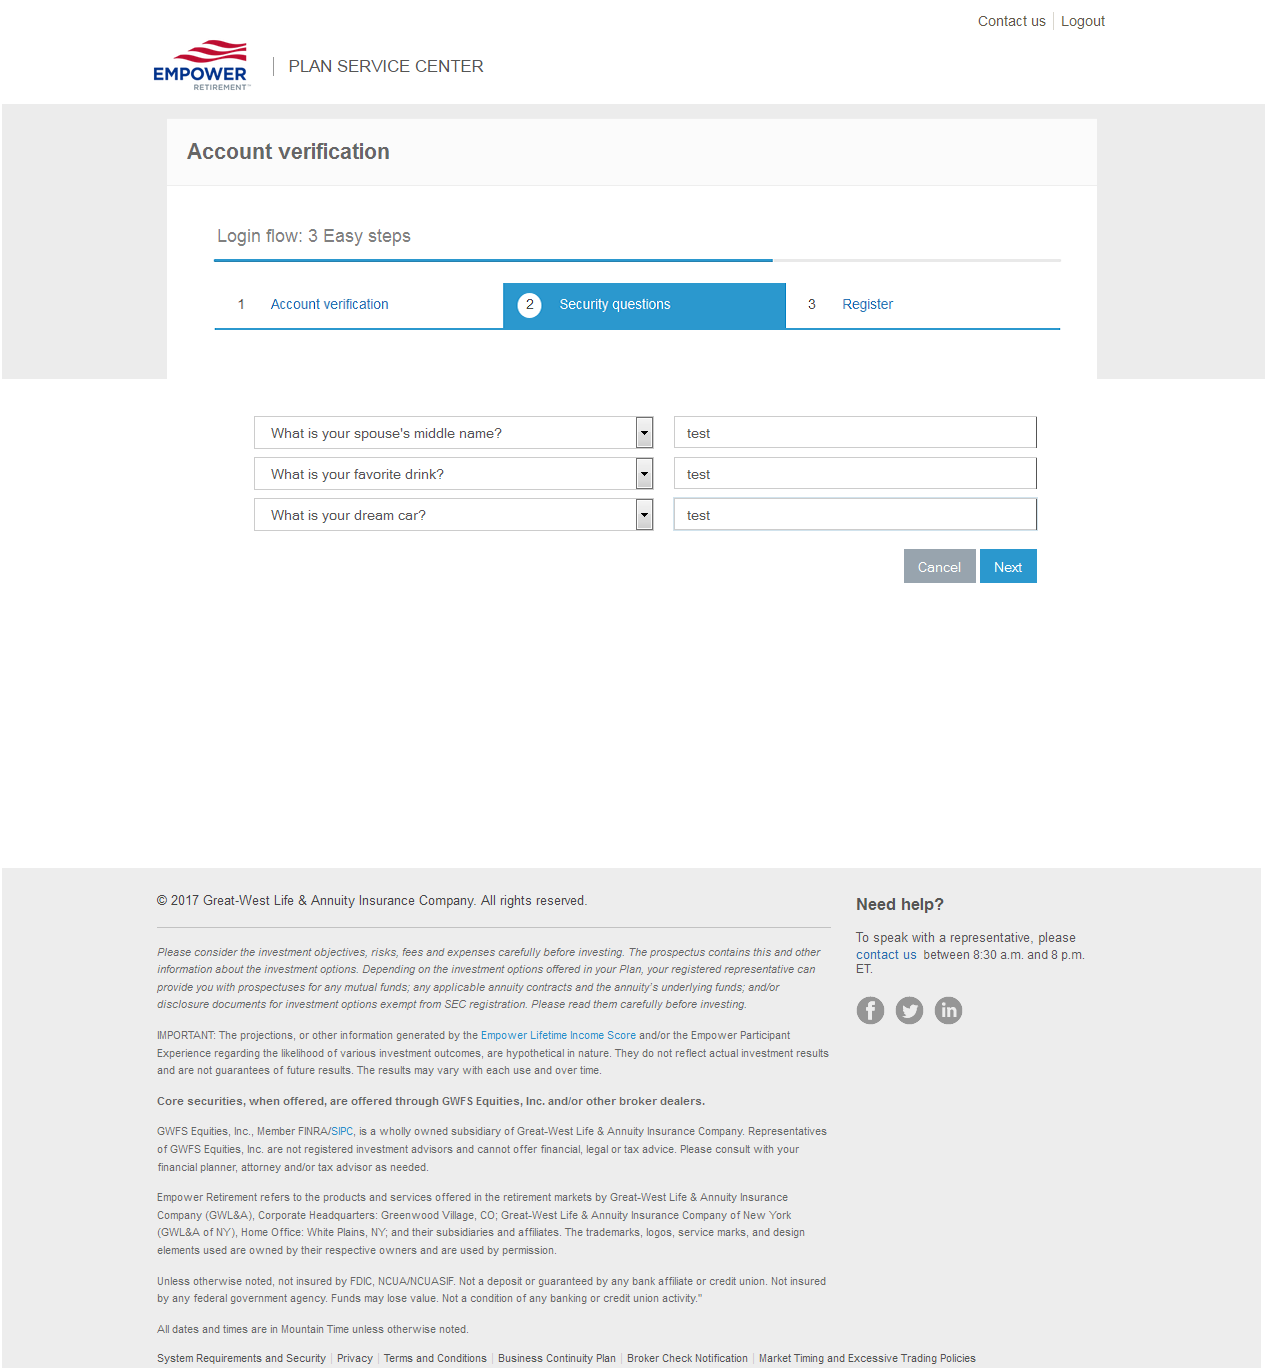 Contact us | Logout
EMPOWER
RETIREMENT™
PLAN SERVICE CENTER
Account verification
Login flow: 3 Easy steps
1 Account verification
2 Security questions
3 Register
What is your spouse's middle name? test
What is your favorite drink? test
What is your dream car? test
Cancel Next
© 2017 Great-West Life & Annuity Insurance Company. All rights reserved.
Please consider the investment objectives, risks, fees and expenses carefully before investing. The prospectus contains this and other
information about the investment options. Depending on the investment options offered in your Plan, your registered representative can
provide you with prospectuses for any mutual funds; any applicable annuity contracts and the annuity's underlying funds; and/or
disclosure documents for investment options exempt from SEC registration. Please read them carefully before investing.
IMPORTANT: The projections, or other information generated by the Empower Lifetime Income Score and/or the Empower Participant
Experience regarding the likelihood of various investment outcomes, are hypothetical in nature. They do not reflect actual investment results
and are not guarantees of future results. The results may vary with each use and over time.
Core securities, when offered, are offered through GWFS Equities, Inc. and/or other broker dealers.
GWFS Equities, Inc., Member FINRA/SIPC, is a wholly owned subsidiary of Great-West Life & Annuity Insurance Company. Representatives
of GWFS Equities, Inc. are not registered investment advisors and cannot offer financial, legal or tax advice. Please consult with your
financial planner, attorney and/or tax advisor as needed.
Empower Retirement refers to the products and services offered in the retirement markets by Great-West Life & Annuity Insurance
Company (GWL&A), Corporate Headquarters: Greenwood Village, CO; Great-West Life & Annuity Insurance Company of New York
(GWL&A of NY), Home Office: White Plains, NY; and their subsidiaries and affiliates. The trademarks, logos, service marks, and design
elements used are owned by their respective owners and are used by permission.
Unless otherwise noted, not insured by FDIC, NCUA/NCUASIF. Not a deposit or guaranteed by any bank affiliate or credit union. Not insured
by any federal government agency. Funds may lose value. Not a condition of any banking or credit union activity."
All dates and times are in Mountain Time unless otherwise noted.
System Requirements and Security | Privacy | Terms and Conditions | Business Continuity Plan | Broker Check Notification | Market Timing and Excessive Trading Policies
Need help?
To speak with a representative, please
contact us between 8:30 a.m. and 8 p.m.
ET.